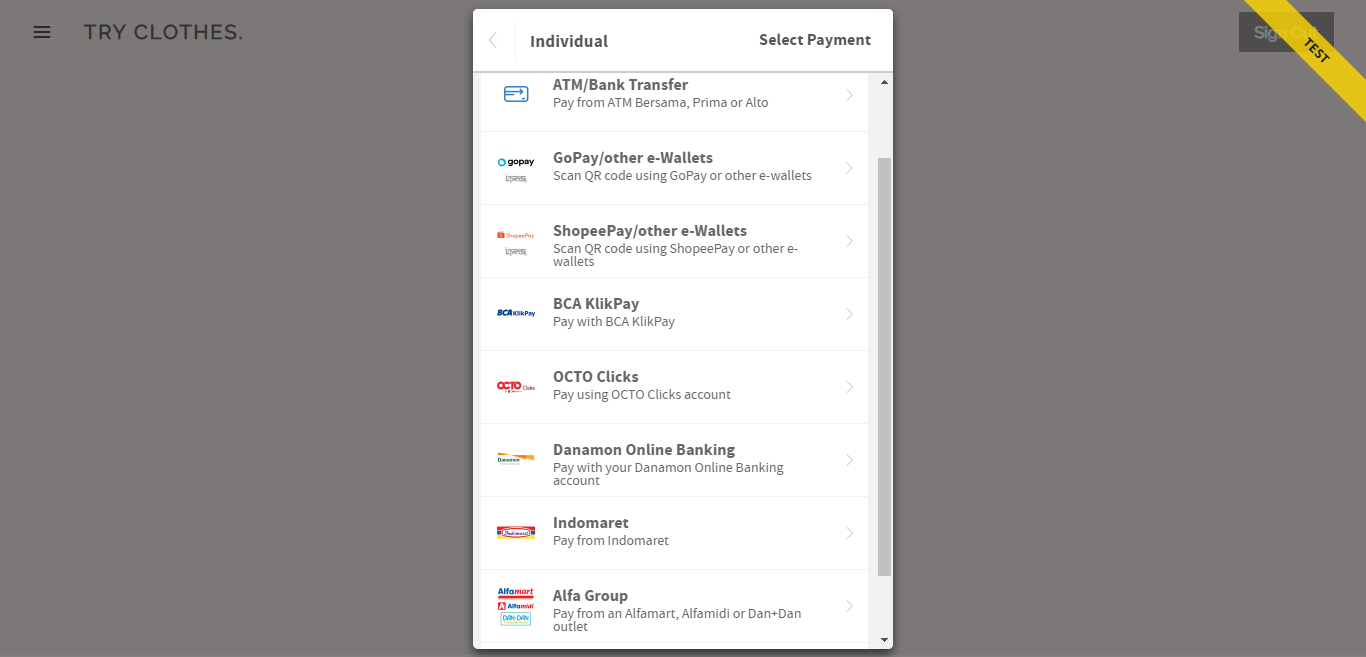 TRY CLOTHES.
Individual
Select Payment
Sign Out
TEST
ATM/Bank Transfer
Pay from ATM Bersama, Prima or Alto
gopay
GoPay/other e-Wallets
Scan QR code using GoPay or other e-wallets
ShopeePay
ShopeePay/other e-Wallets
Scan QR code using ShopeePay or other e-
wallets
BCA KlikPay
BCA KlikPay
Pay with BCA KlikPay
OCTO Clicks
OCTO Clicks
Pay using OCTO Clicks account
Danamon
Danamon Online Banking
Pay with your Danamon Online Banking
account
Indomaret
Indomaret
Pay from Indomaret
Alfamart
Alfamidi
DAN+DAN
Alfa Group
Pay from an Alfamart, Alfamidi or Dan+Dan
outlet